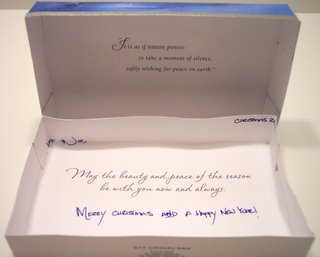 It is as if nature pauses
to take a moment of silence,
softly wishing for peace on earth."
CHRISTMAS
May the beauty and peace of the season
be with you now and always.
MERRY CHRISTMAS AND A HAPPY NEW YEAR!